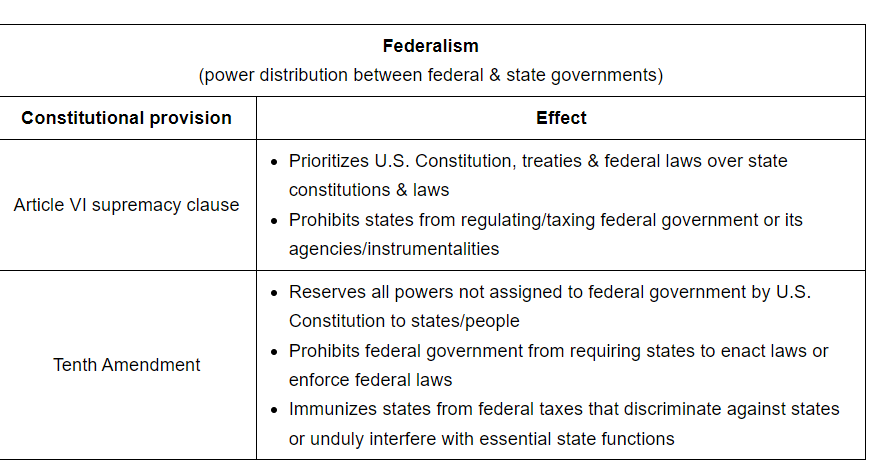 Federalism
(power distribution between federal & state governments)
Constitutional provision
Effect
Article VI supremacy clause
• Prioritizes U.S. Constitution, treaties & federal laws over state
constitutions & laws
• Prohibits states from regulating/taxing federal government or its
agencies/instrumentalities
Tenth Amendment
• Reserves all powers not assigned to federal government by U.S.
Constitution to states/people
• Prohibits federal government from requiring states to enact laws or
enforce federal laws
• Immunizes states from federal taxes that discriminate against states
or unduly interfere with essential state functions